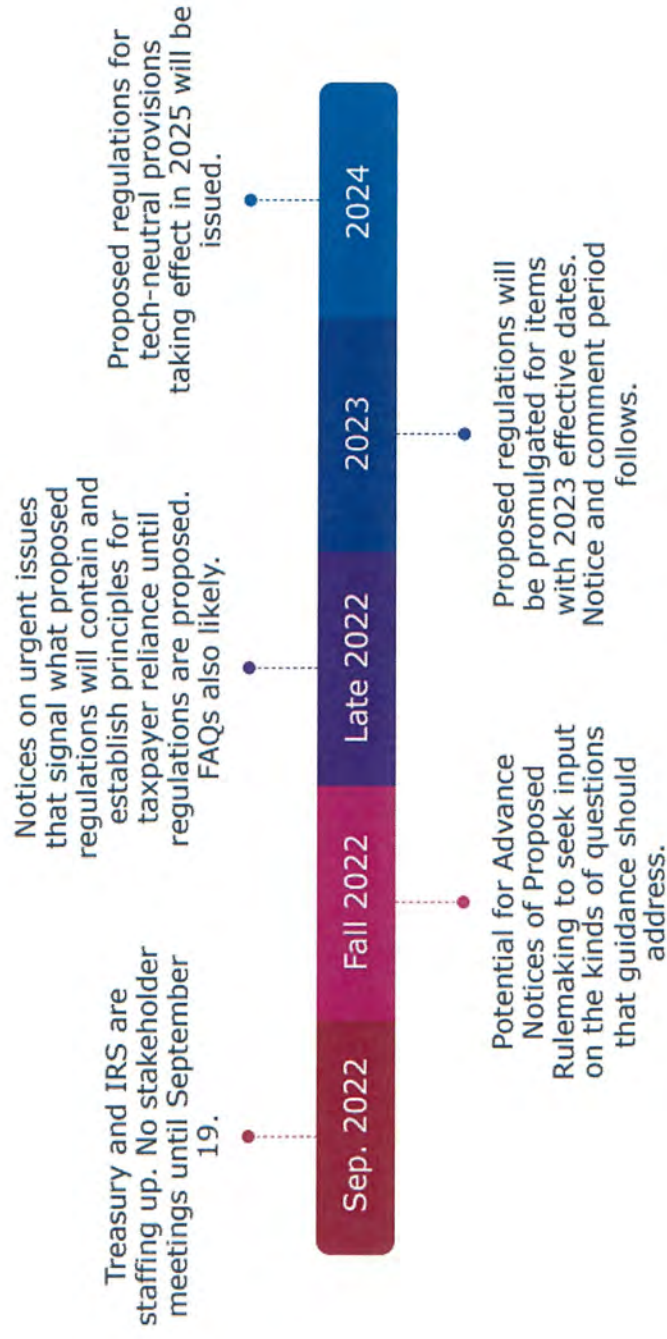 Treasury and IRS are
staffing up. No stakeholder
meetings until September
19.
Sep. 2022
Potential for Advance
Notices of Proposed
Rulemaking to seek input
on the kinds of questions
that guidance should
address.
Fall 2022
Notices on urgent issues
that signal what proposed
regulations will contain and
establish principles for
taxpayer reliance until
regulations are proposed.
FAQs also likely.
Late 2022
Proposed regulations will
be promulgated for items
with 2023 effective dates.
Notice and comment period
follows.
2023
Proposed regulations for
tech-neutral provisions
taking effect in 2025 will be
issued.
2024